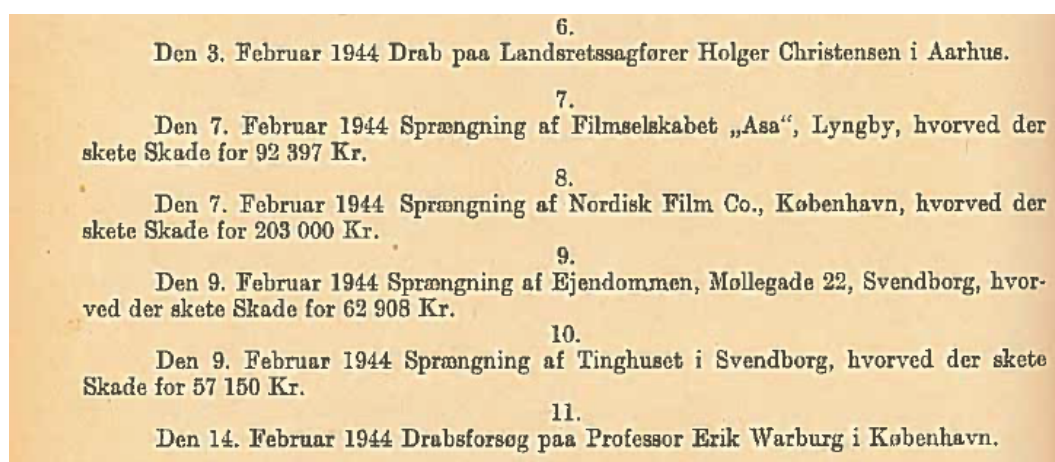 6.
Den 3. Februar 1944 Drab paa Landsretssagfører Holger Christensen i Aarhus.
7.
Den 7. Februar 1944 Sprængning af Filmselskabet „Asa“, Lyngby, hvorved der
skete Skade for 92 397 Kr.
8.
Den 7. Februar 1944 Sprængning af Nordisk Film Co., København, hvorved der
skete Skade for 203 000 Kr.
9.
Den 9. Februar 1944 Sprængning af Ejendommen, Møllegade 22, Svendborg, hvor-
ved der skete Skade for 62 908 Kr.
10.
Den 9. Februar 1944 Sprængning af Tinghuset i Svendborg, hvorved der skete
Skade for 57 150 Kr.
11.
Den 14. Februar 1944 Drabsforsøg paa Professor Erik Warburg i København.